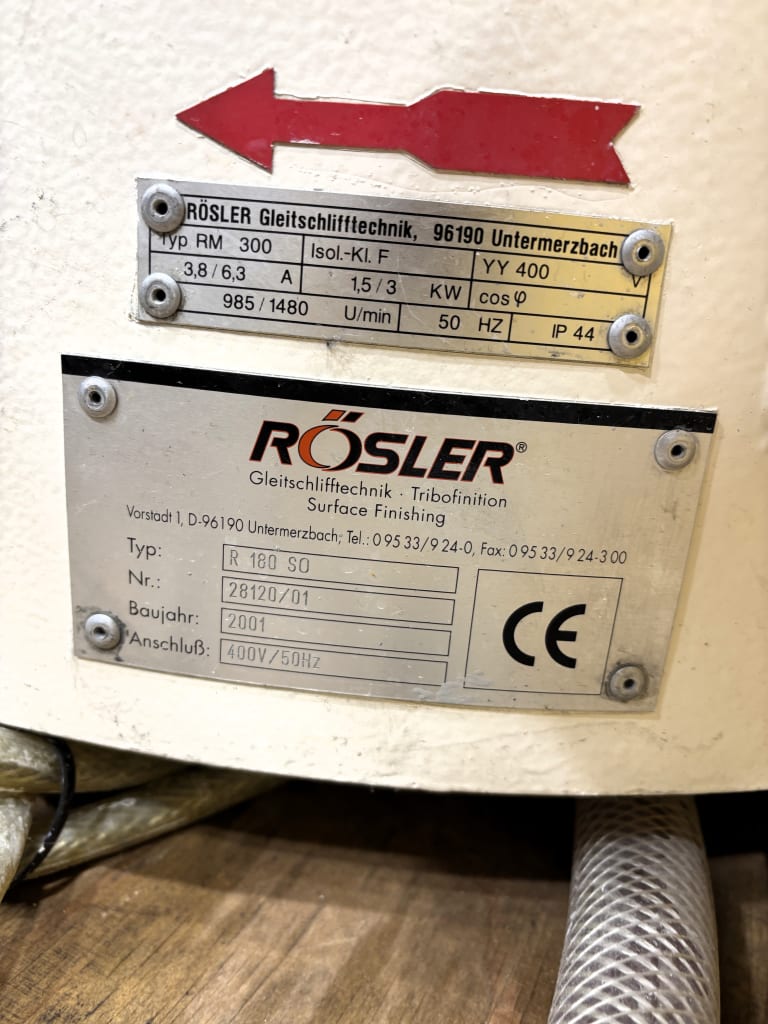 RÖSLER Gleitschlifftechnik, 96190 Untermerzbach
Typ RM 300 Isol.-Kl. F YY 400 V
3,8 / 6,3 A 1,5 / 3 KW cos φ
985 / 1480 U/min 50 HZ IP 44
RÖSLER®
Gleitschlifftechnik · Tribofinition
Surface Finishing
Vorstadt 1, D-96190 Untermerzbach; Tel.: 0 95 33/9 24-0, Fax: 0 95 33/9 24-3 00
Typ: R 180 SO
Nr.: 28120/01
Baujahr: 2001
Anschluß: 400V/50Hz
CE